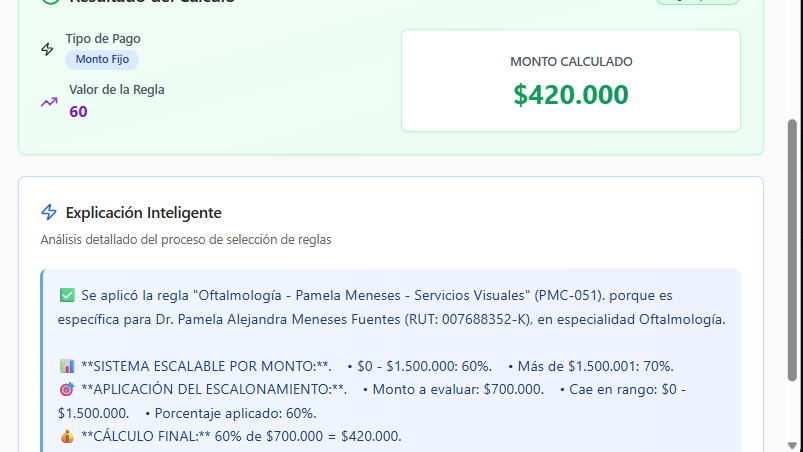 Resultado del Cálculo
Tipo de Pago
Monto Fijo
Valor de la Regla
60
MONTO CALCULADO
$420.000
Explicación Inteligente
Análisis detallado del proceso de selección de reglas
✅ Se aplicó la regla "Oftalmología - Pamela Meneses - Servicios Visuales" (PMC-051). porque es
específica para Dr. Pamela Alejandra Meneses Fuentes (RUT: 007688352-K), en especialidad Oftalmología.
📊 **SISTEMA ESCALABLE POR MONTO:**. • $0 - $1.500.000: 60%. • Más de $1.500.001: 70%.
🎯 **APLICACIÓN DEL ESCALONAMIENTO:**. • Monto a evaluar: $700.000. • Cae en rango: $0 -
$1.500.000. • Porcentaje aplicado: 60%.
💰 **CÁLCULO FINAL:** 60% de $700.000 = $420.000.